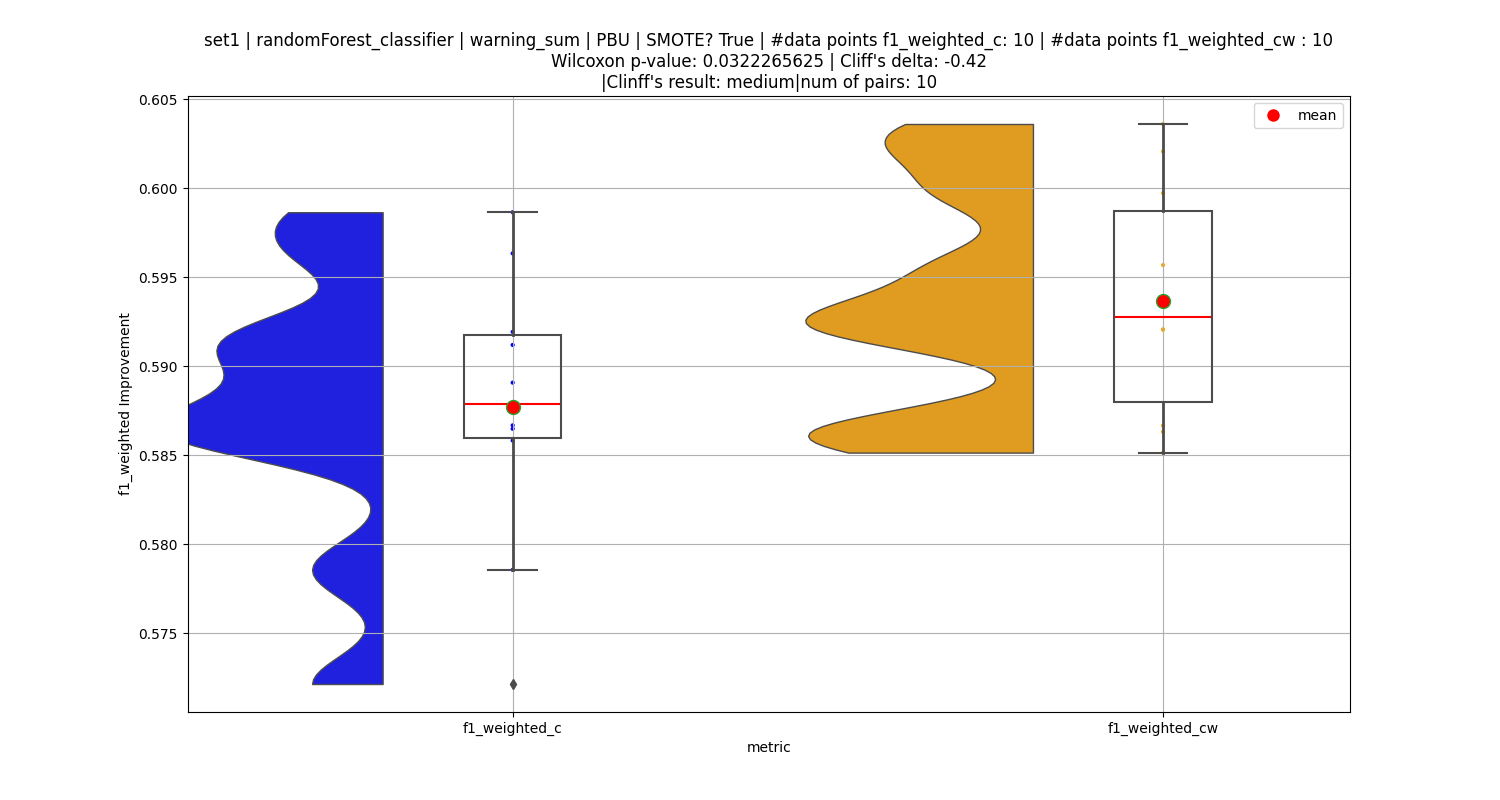 set1 | randomForest_classifier | warning_sum | PBU | SMOTE? True | #data points f1_weighted_c: 10 | #data points f1_weighted_cw : 10
Wilcoxon p-value: 0.0322265625 | Cliff's delta: -0.42
|Clinff's result: medium|num of pairs: 10
mean
0.605
0.600
0.595
0.590
0.585
0.580
0.575
f1_weighted Improvement
f1_weighted_c
f1_weighted_cw
metric